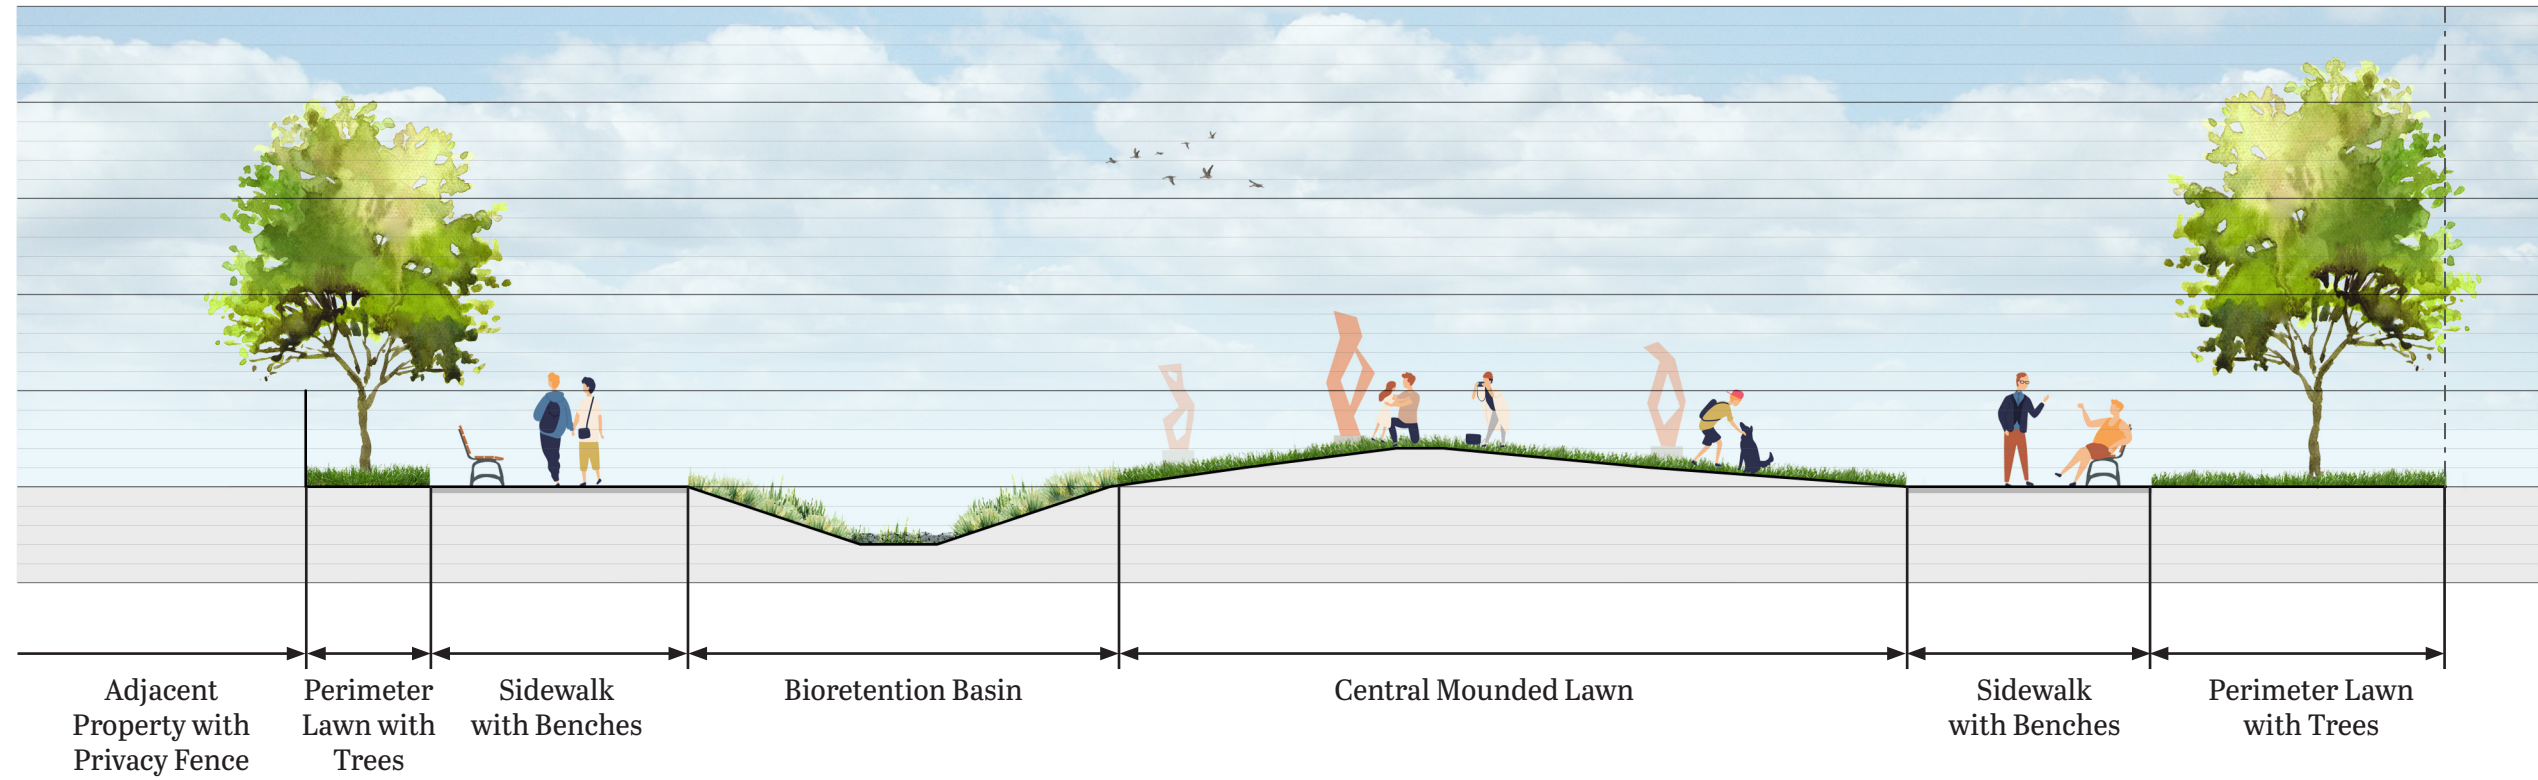 Adjacent
Property with
Privacy Fence
Perimeter
Lawn with
Trees
Sidewalk
with Benches
Bioretention Basin
Central Mounded Lawn
Sidewalk
with Benches
Perimeter Lawn
with Trees